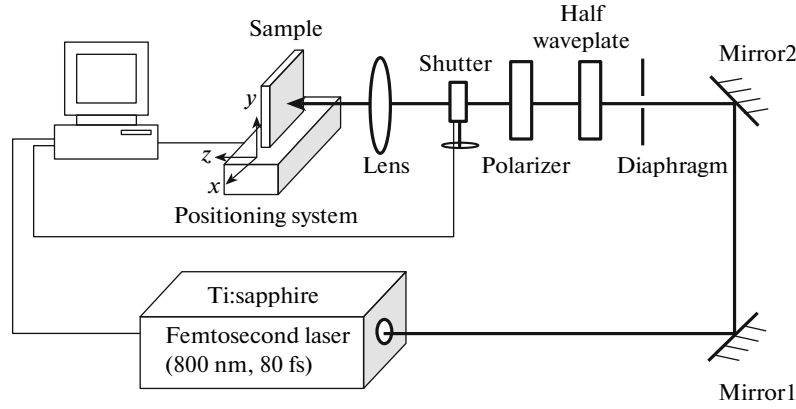 Half
waveplate
Mirror2
Sample
Shutter
y
z
x
Lens
Polarizer
Diaphragm
Positioning system
Ti:sapphire
Femtosecond laser
(800 nm, 80 fs)
Mirror1